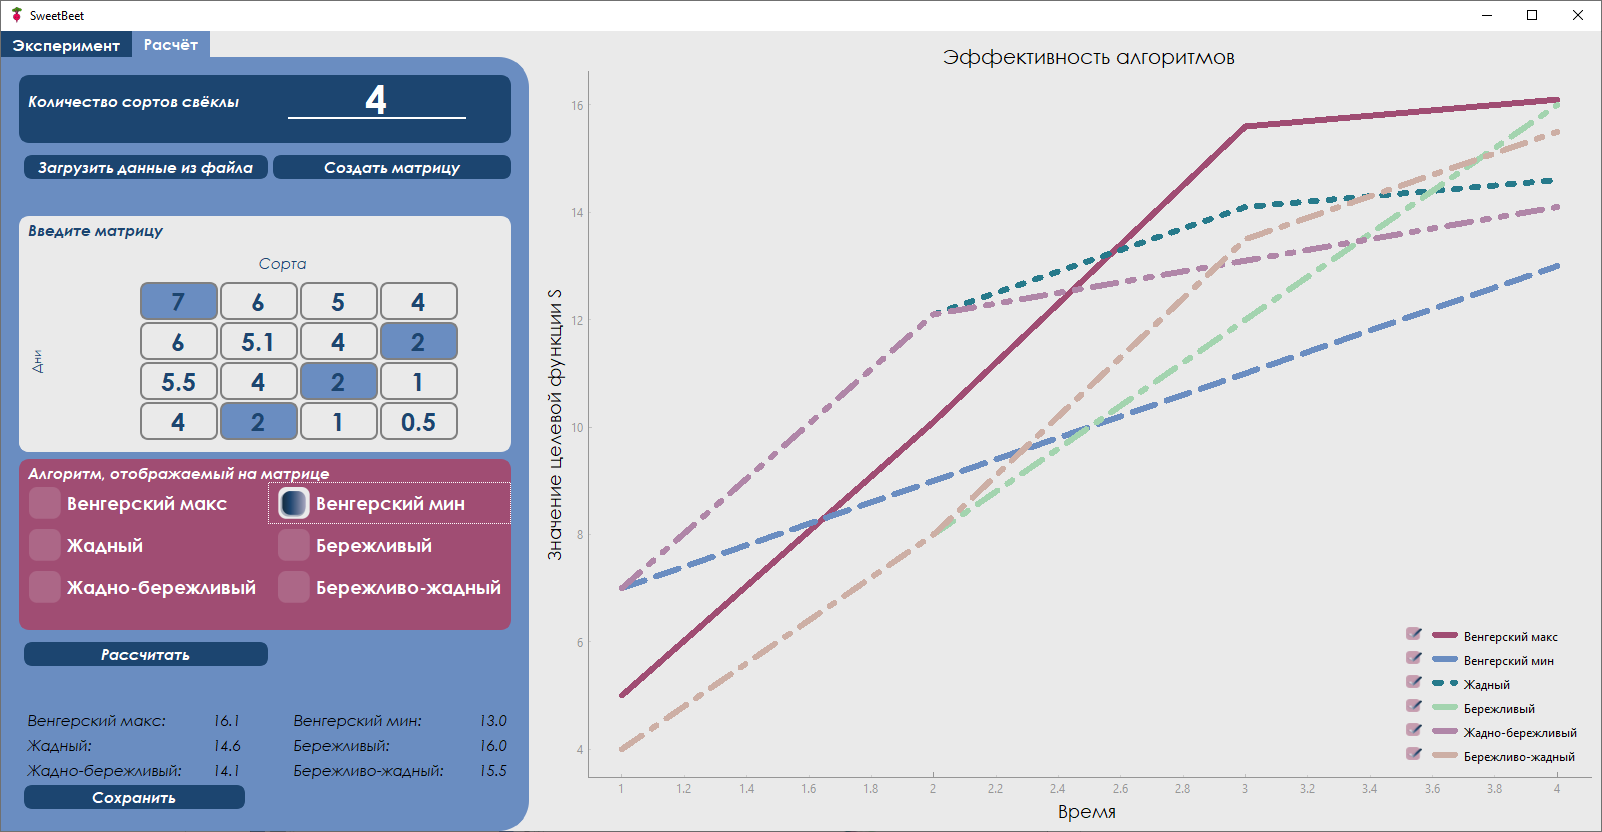 SweetBeet
Эксперимент
Расчёт
Количество сортов свёклы
4
Загрузить данные из файла
Создать матрицу
Введите матрицу
Сорта
Дни
7 6 5 4
6 5.1 4 2
5.5 4 2 1
4 2 1 0.5
Алгоритм, отображаемый на матрице
Венгерский макс
Венгерский мин
Жадный
Бережливый
Жадно-бережливый
Бережливо-жадный
Рассчитать
Венгерский макс: 16.1
Венгерский мин: 13.0
Жадный: 14.6
Бережливый: 16.0
Жадно-бережливый: 14.1
Бережливо-жадный: 15.5
Сохранить
Эффективность алгоритмов
Значение целевой функции S
16
14
12
10
8
6
4
1 1.2 1.4 1.6 1.8 2 2.2 2.4 2.6 2.8 3 3.2 3.4 3.6 3.8 4
Время
Венгерский макс
Венгерский мин
Жадный
Бережливый
Жадно-бережливый
Бережливо-жадный